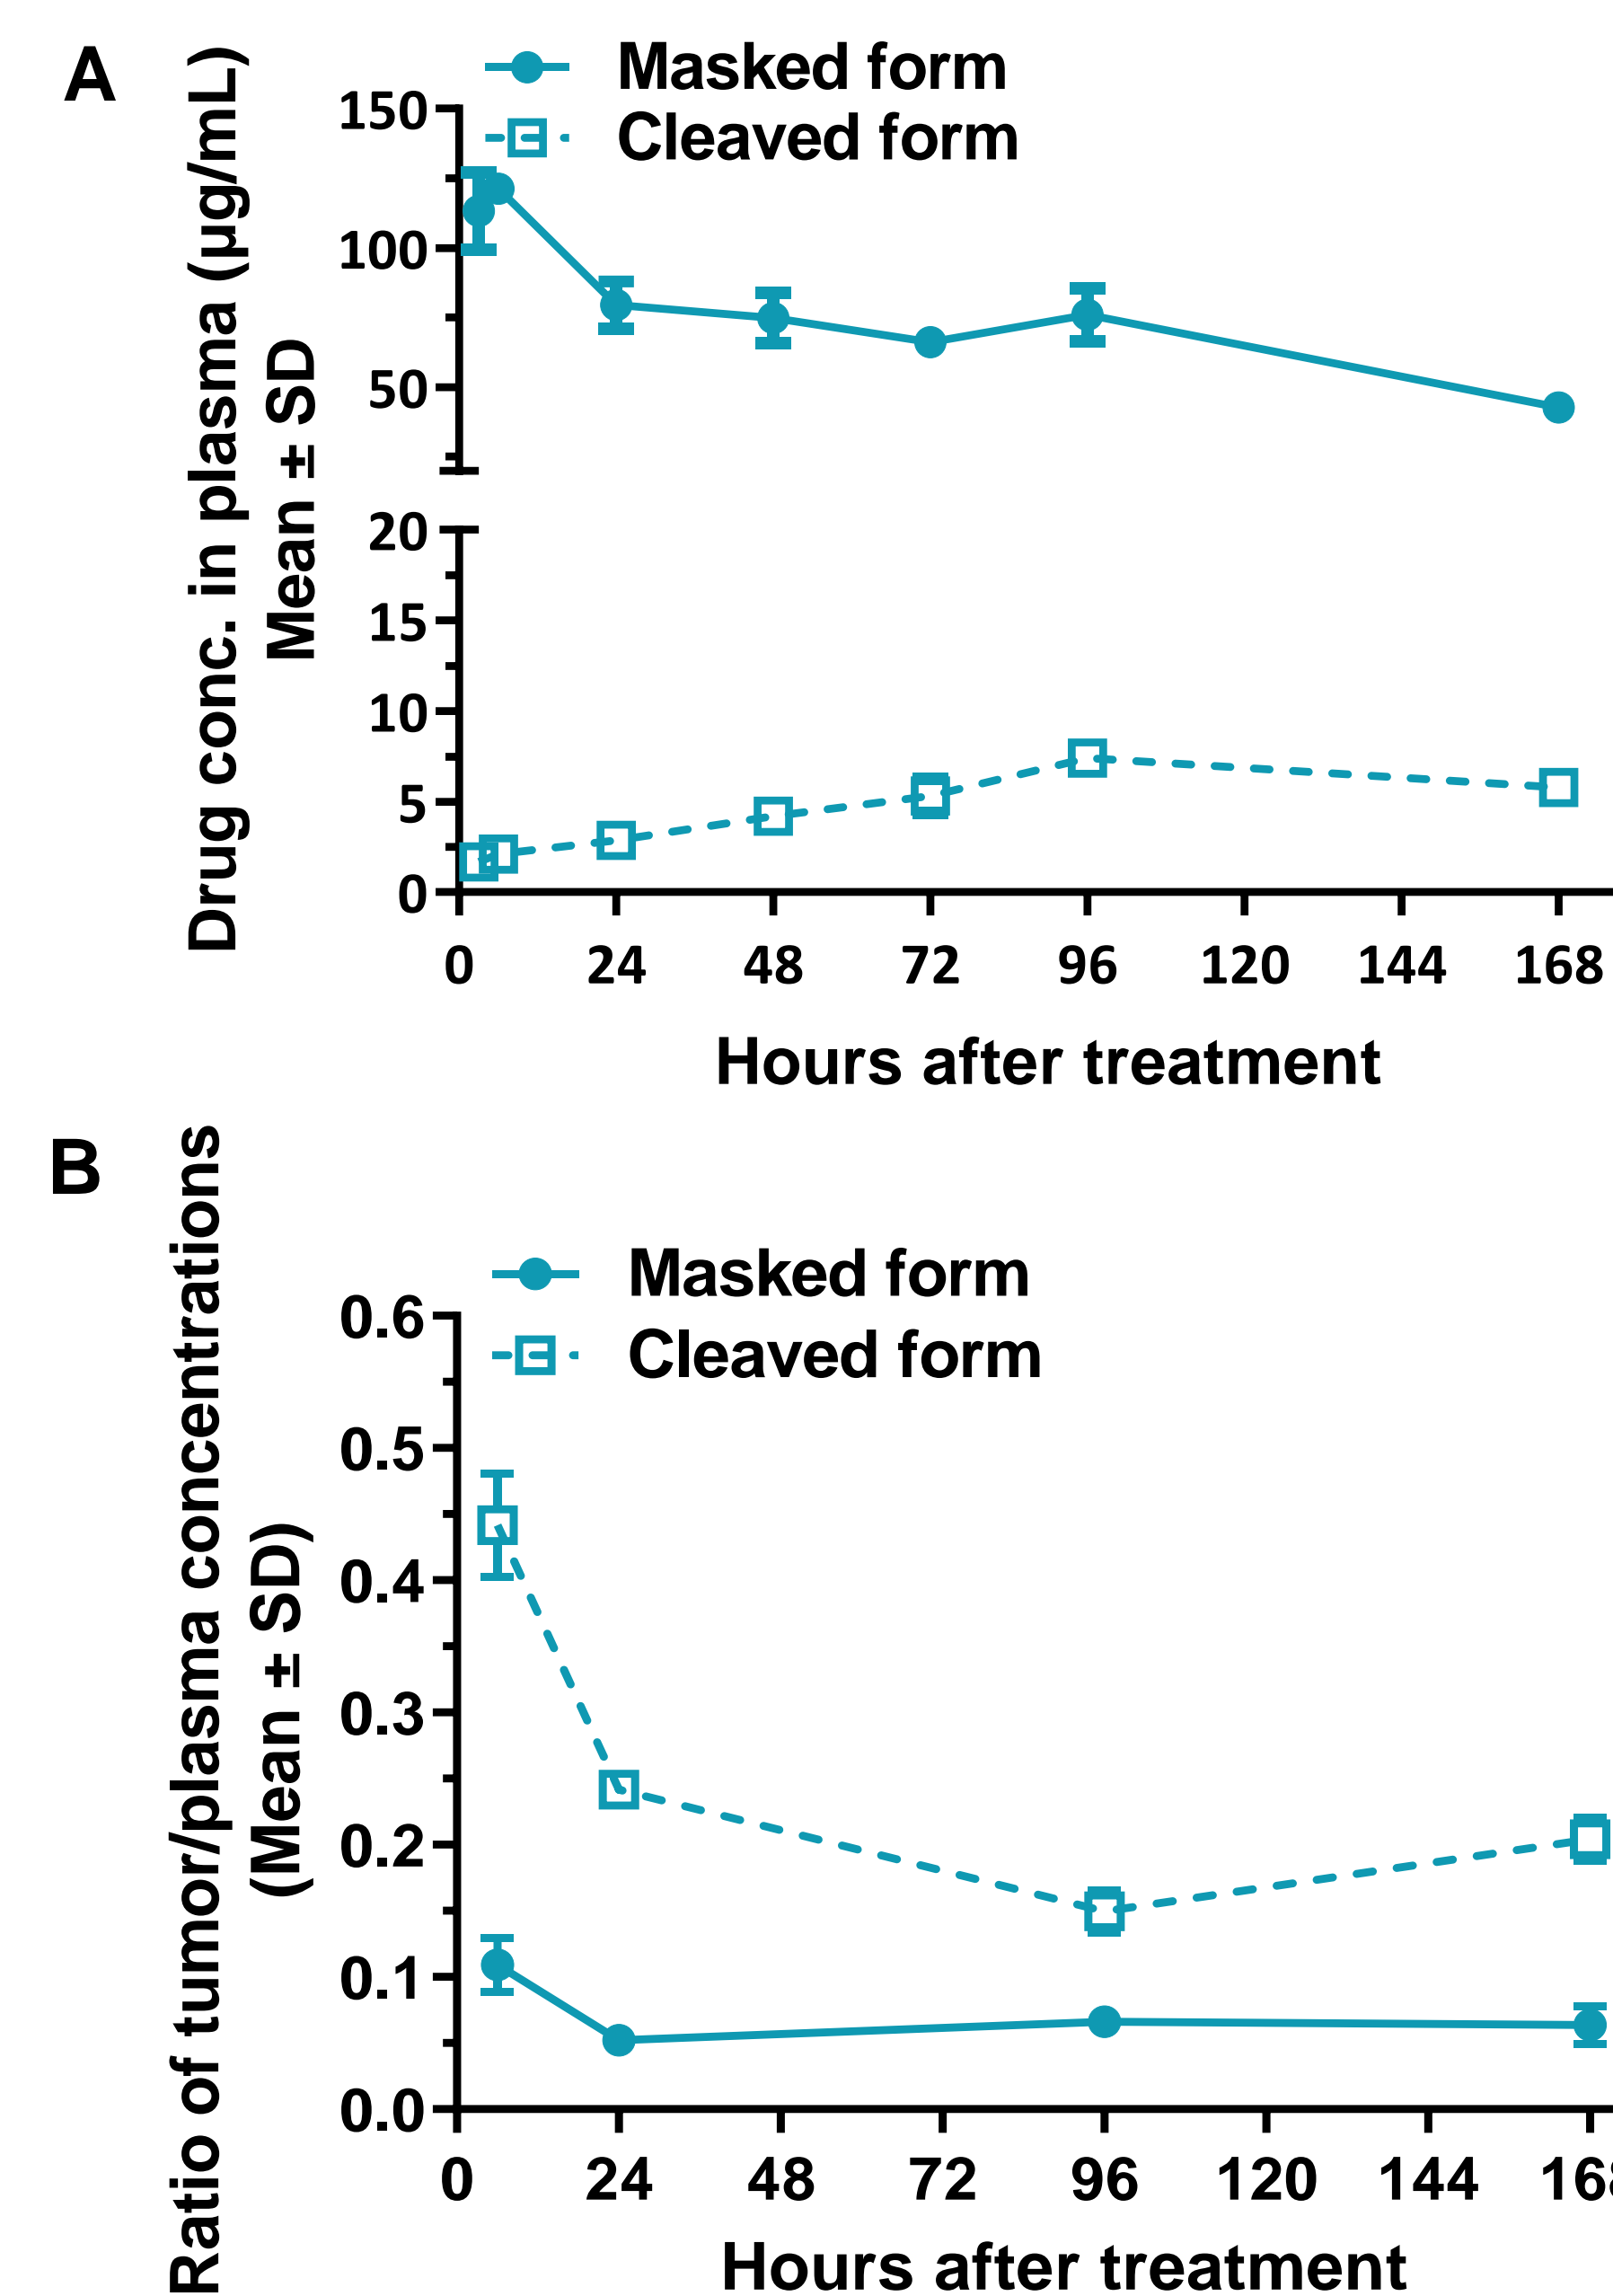 A
Drug conc. in plasma (µg/mL)
Mean ± SD
Masked form
Cleaved form
150
100
50
20
15
10
5
0
0 24 48 72 96 120 144 168
Hours after treatment
B
Ratio of tumor/plasma concentrations
(Mean ± SD)
Masked form
Cleaved form
0.6
0.5
0.4
0.3
0.2
0.1
0.0
0 24 48 72 96 120 144 168
Hours after treatment